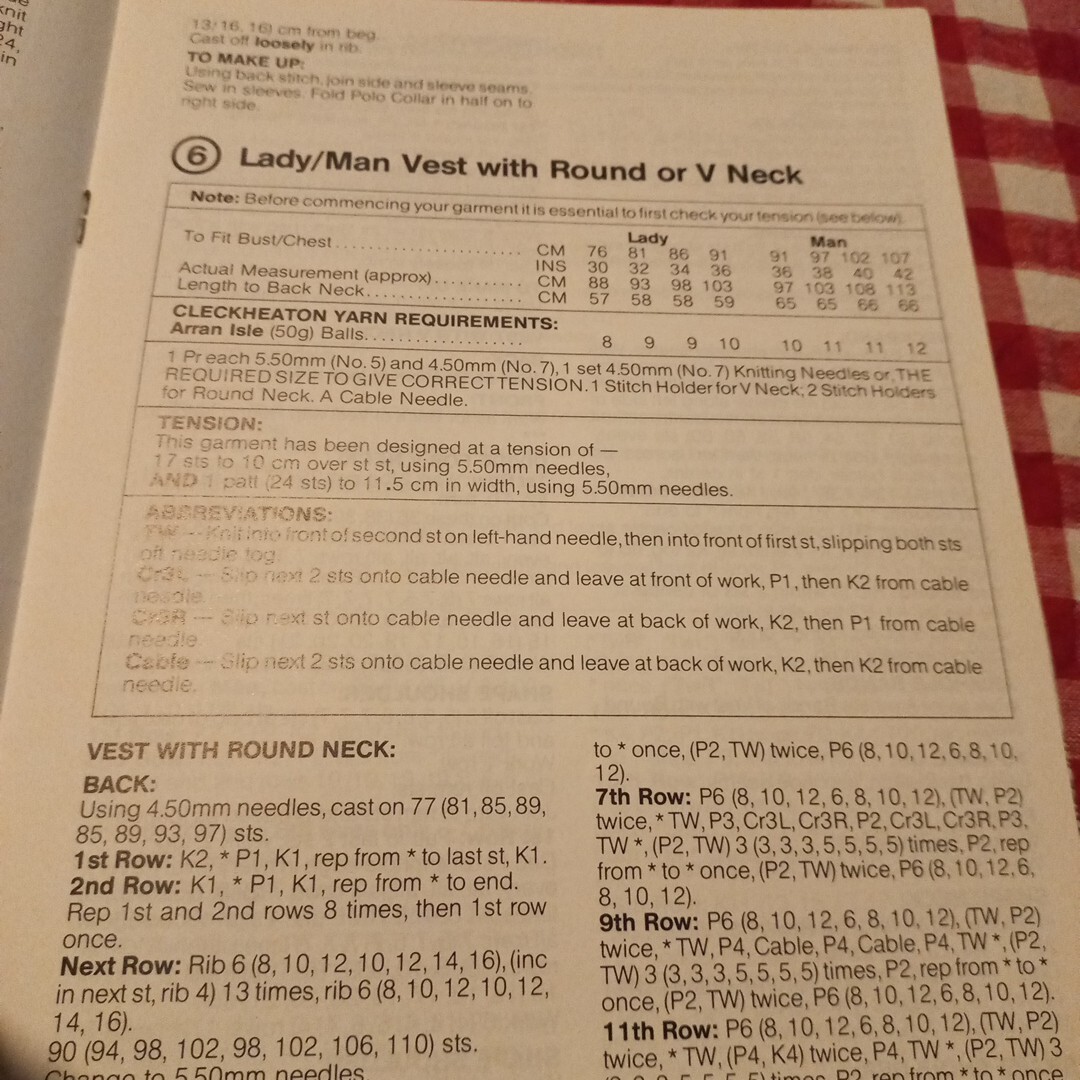 knit
ght
24,
in
13, 16, 16) cm from beg.
Cast off loosely in rib.
TO MAKE UP:
Using back stitch, join side and sleeve seams.
Sew in sleeves. Fold Polo Collar in half on to
right side.
6 Lady/Man Vest with Round or V Neck
Note: Before commencing your garment it is essential to first check your tension (see below).
Lady Man
To Fit Bust/Chest.......................... CM 76 81 86 91 91 97 102 107
INS 30 32 34 36 36 38 40 42
Actual Measurement (approx)........... CM 88 93 98 103 97 103 108 113
Length to Back Neck.................... CM 57 58 58 59 65 65 66 66
CLECKHEATON YARN REQUIREMENTS:
Arran Isle (50g) Balls.................. 8 9 9 10 10 11 11 12
1 Pr each 5.50mm (No. 5) and 4.50mm (No. 7), 1 set 4.50mm (No. 7) Knitting Needles or, THE
REQUIRED SIZE TO GIVE CORRECT TENSION. 1 Stitch Holder for V Neck, 2 Stitch Holders
for Round Neck. A Cable Needle.
TENSION:
This garment has been designed at a tension of —
17 sts to 10 cm over st st, using 5.50mm needles,
AND 1 patt (24 sts) to 11.5 cm in width, using 5.50mm needles.
ABBREVIATIONS:
TW -- Knit into front of second st on left-hand needle, then into front of first st, slipping both sts
off needle tog.
Cr3L — Slip next 2 sts onto cable needle and leave at front of work, P1, then K2 from cable
needle.
Cr3R — Slip next st onto cable needle and leave at back of work, K2, then P1 from cable
needle.
Cable — Slip next 2 sts onto cable needle and leave at back of work, K2, then K2 from cable
needle.
VEST WITH ROUND NECK:
BACK:
Using 4.50mm needles, cast on 77 (81, 85, 89,
85, 89, 93, 97) sts.
1st Row: K2, * P1, K1, rep from * to last st, K1.
2nd Row: K1, * P1, K1, rep from * to end.
Rep 1st and 2nd rows 8 times, then 1st row
once.
Next Row: Rib 6 (8, 10, 12, 10, 12, 14, 16), (inc
in next st, rib 4) 13 times, rib 6 (8, 10, 12, 10, 12,
14, 16).
90 (94, 98, 102, 98, 102, 106, 110) sts.
Change to 5.50mm needles
to * once, (P2, TW) twice, P6 (8, 10, 12, 6, 8, 10,
12).
7th Row: P6 (8, 10, 12, 6, 8, 10, 12), (TW, P2)
twice, * TW, P3, Cr3L, Cr3R, P2, Cr3L, Cr3R, P3,
TW *, (P2, TW) 3 (3, 3, 3, 5, 5, 5, 5) times, P2, rep
from * to * once, (P2, TW) twice, P6 (8, 10, 12, 6,
8, 10, 12).
9th Row: P6 (8, 10, 12, 6, 8, 10, 12), (TW, P2)
twice, * TW, P4, Cable, P4, Cable, P4, TW *, (P2,
TW) 3 (3, 3, 3, 5, 5, 5, 5) times, P2, rep from * to *
once, (P2, TW) twice, P6 (8, 10, 12, 6, 8, 10, 12).
11th Row: P6 (8, 10, 12, 6, 8, 10, 12), (TW, P2)
twice, * TW, (P4, K4) twice, P4, TW *, (P2, TW) 3
(3, 3, 3, 5, 5, 5, 5) times, P2, rep from * to * once